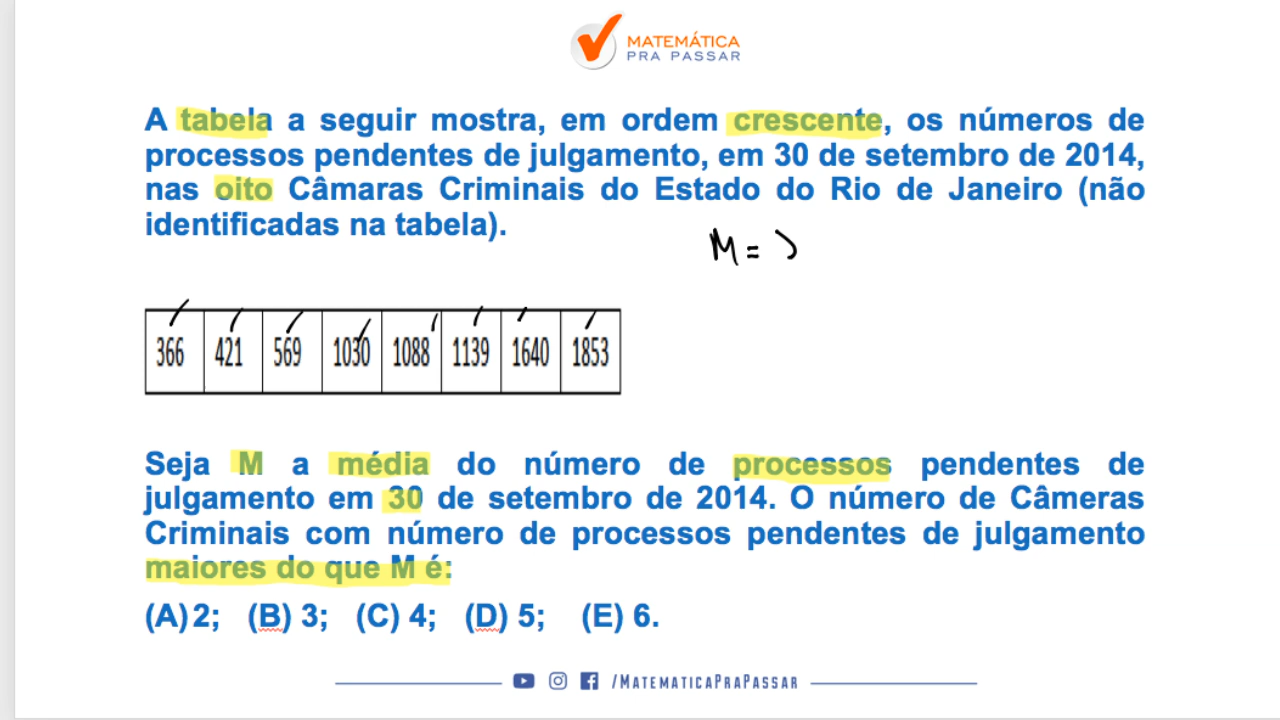 MATEMÁTICA
PRA PASSAR
A tabela a seguir mostra, em ordem crescente, os números de
processos pendentes de julgamento, em 30 de setembro de 2014,
nas oito Câmaras Criminais do Estado do Rio de Janeiro (não
identificadas na tabela).
M =
366 421 569 1030 1088 1139 1640 1853
Seja M a média do número de processos pendentes de
julgamento em 30 de setembro de 2014. O número de Câmeras
Criminais com número de processos pendentes de julgamento
maiores do que M é:
(A) 2; (B) 3; (C) 4; (D) 5; (E) 6.
/MATEMATICAPRAPASSAR